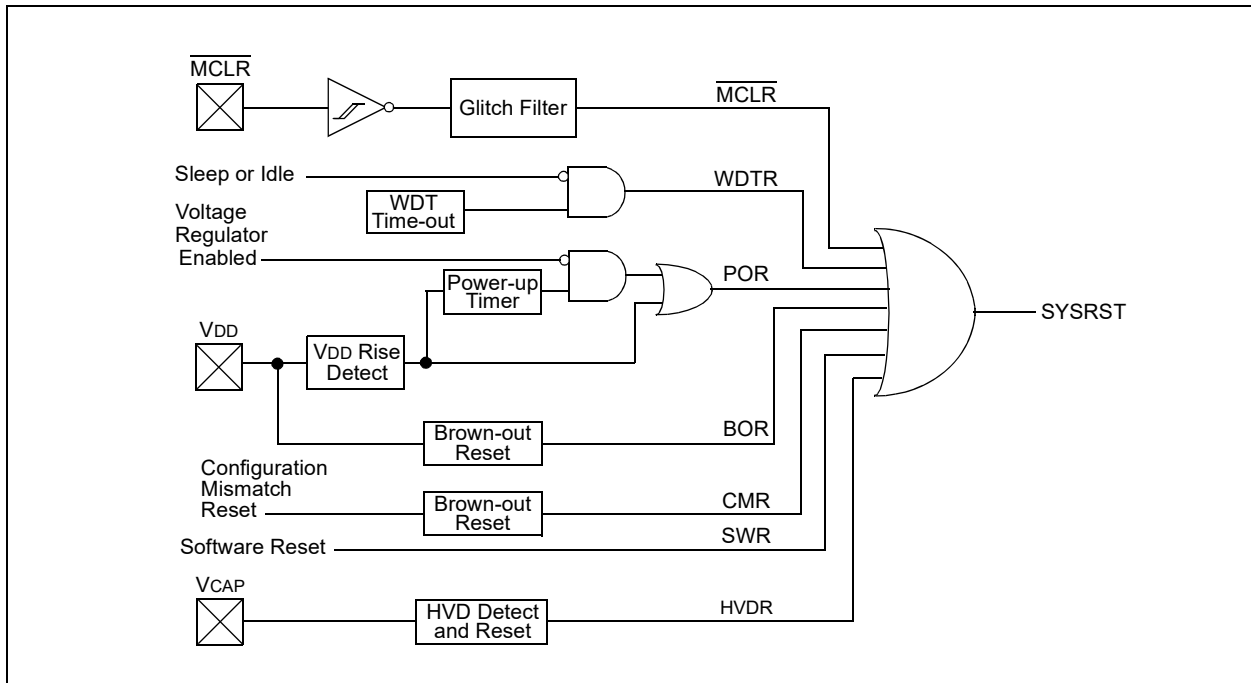 MCLR
Glitch Filter
MCLR
Sleep or Idle
WDTR
WDT
Time-out
Voltage
Regulator
Enabled
Power-up
Timer
POR
SYSRST
VDD
VDD Rise
Detect
Brown-out
Reset
BOR
Configuration
Mismatch
Reset
Brown-out
Reset
CMR
Software Reset
SWR
VCAP
HVD Detect
and Reset
HVDR